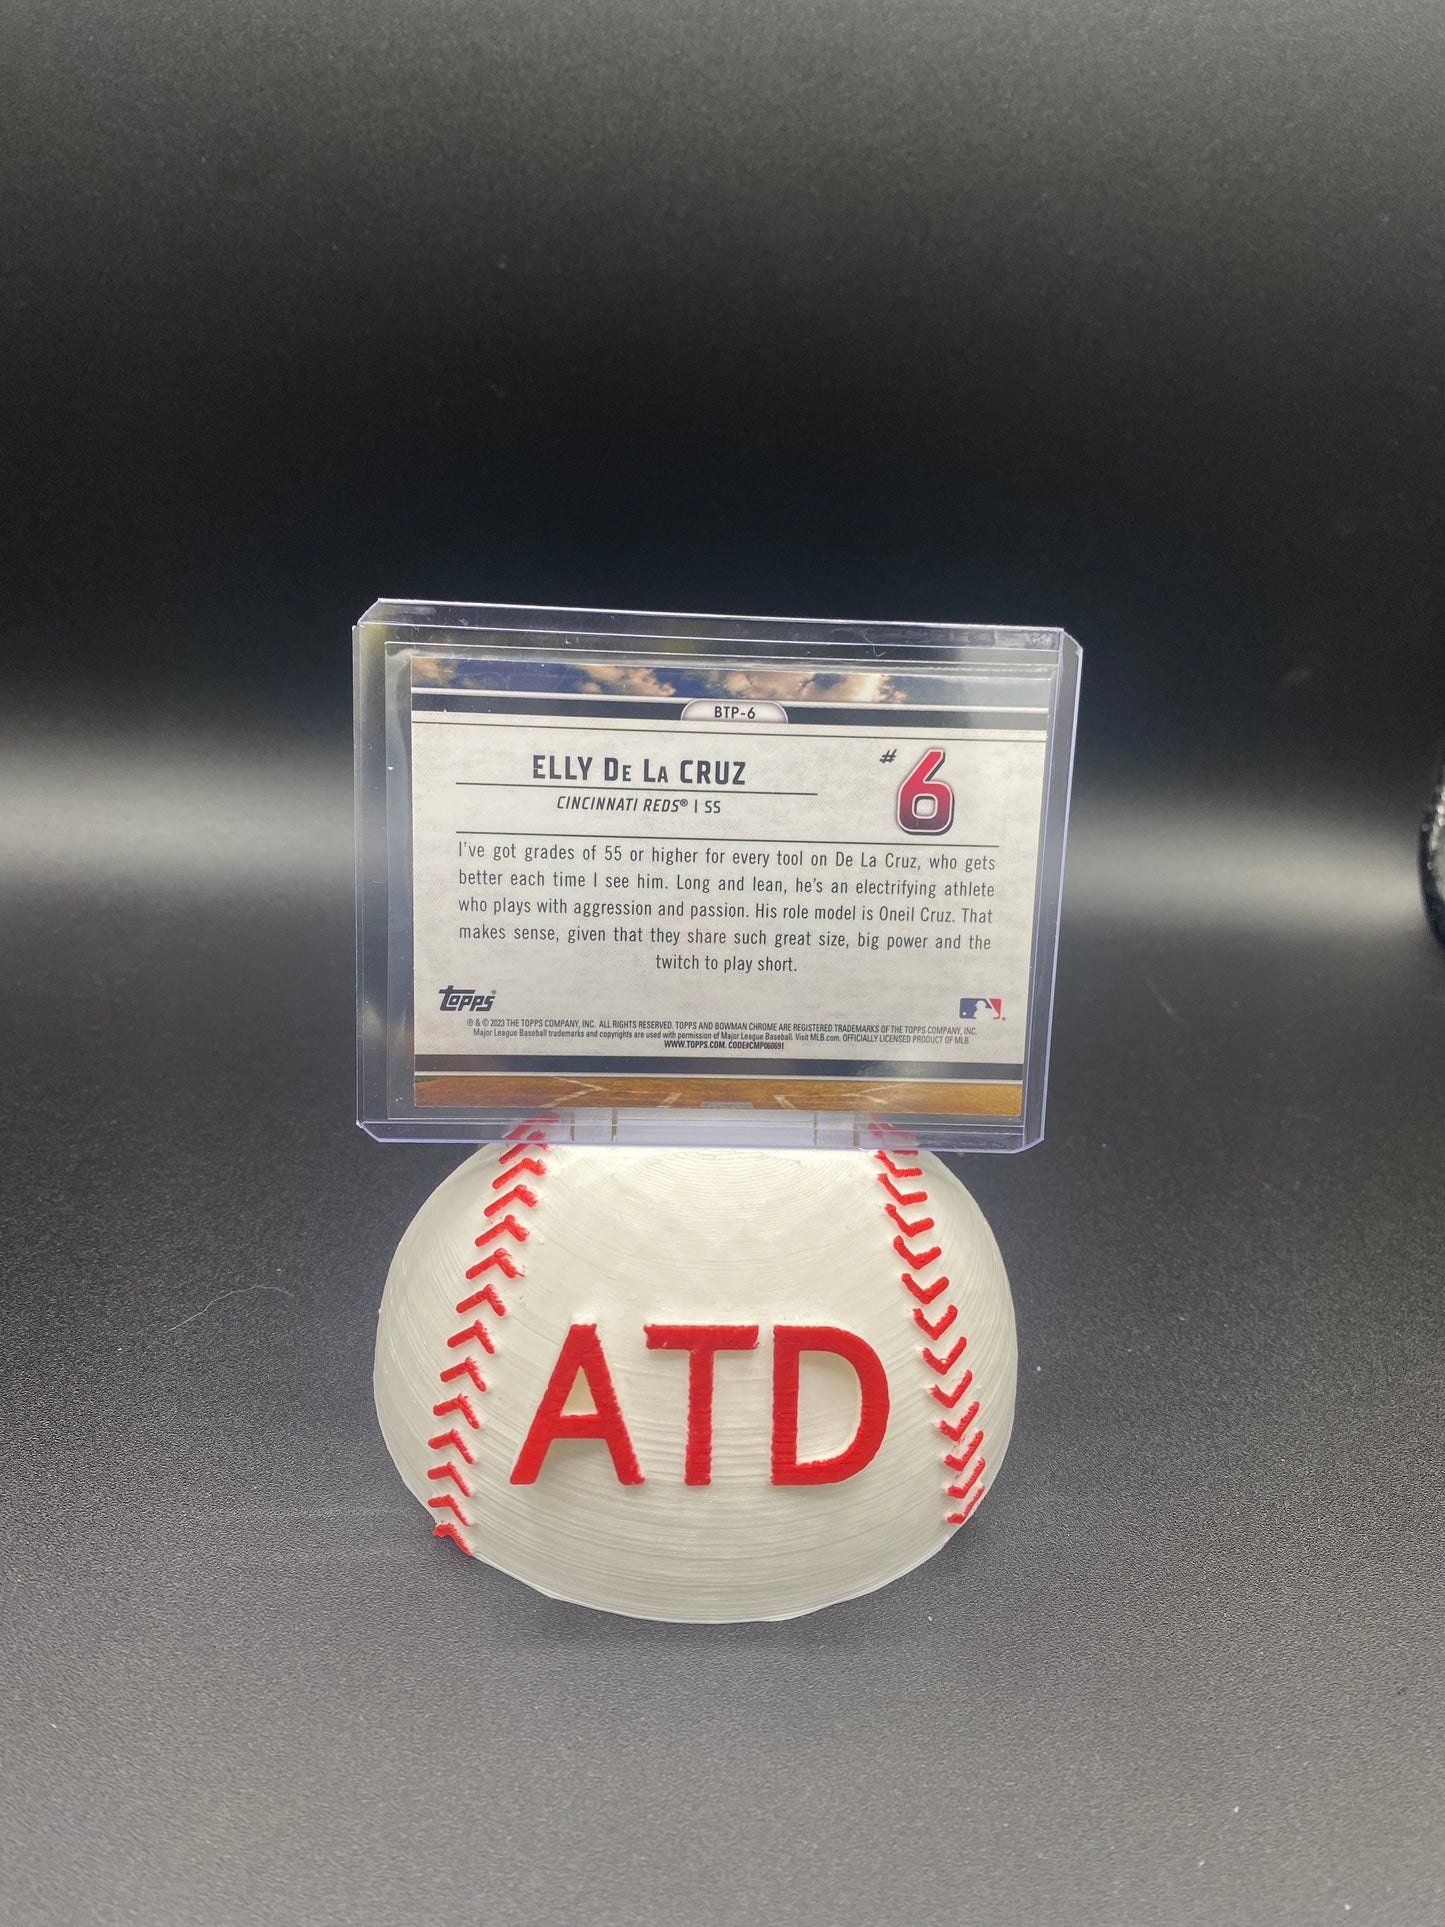 BTP-6
ELLY DE LA CRUZ
#6
CINCINNATI REDS® | SS
I've got grades of 55 or higher for every tool on De La Cruz, who gets
better each time I see him. Long and lean, he's an electrifying athlete
who plays with aggression and passion. His role model is Oneil Cruz. That
makes sense, given that they share such great size, big power and the
twitch to play short.
topps®
® & © 2023 THE TOPPS COMPANY, INC. ALL RIGHTS RESERVED. TOPPS AND BOWMAN CHROME ARE REGISTERED TRADEMARKS OF THE TOPPS COMPANY, INC.
Major League Baseball trademarks and copyrights are used with permission of Major League Baseball. Visit MLB.com. OFFICIALLY LICENSED PRODUCT OF MLB.
WWW.TOPPS.COM. CODE#CMP060691
ATD